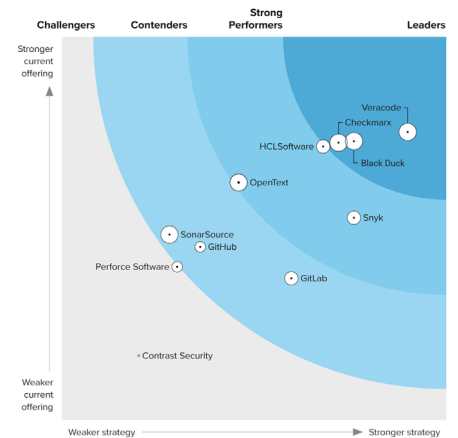 Strong
Challengers Contenders Performers Leaders
Stronger
current
offering
Veracode
Checkmarx
HCLSoftware
Black Duck
OpenText
Snyk
SonarSource
GitHub
Perforce Software
GitLab
Contrast Security
Weaker
current
offering
Weaker strategy Stronger strategy